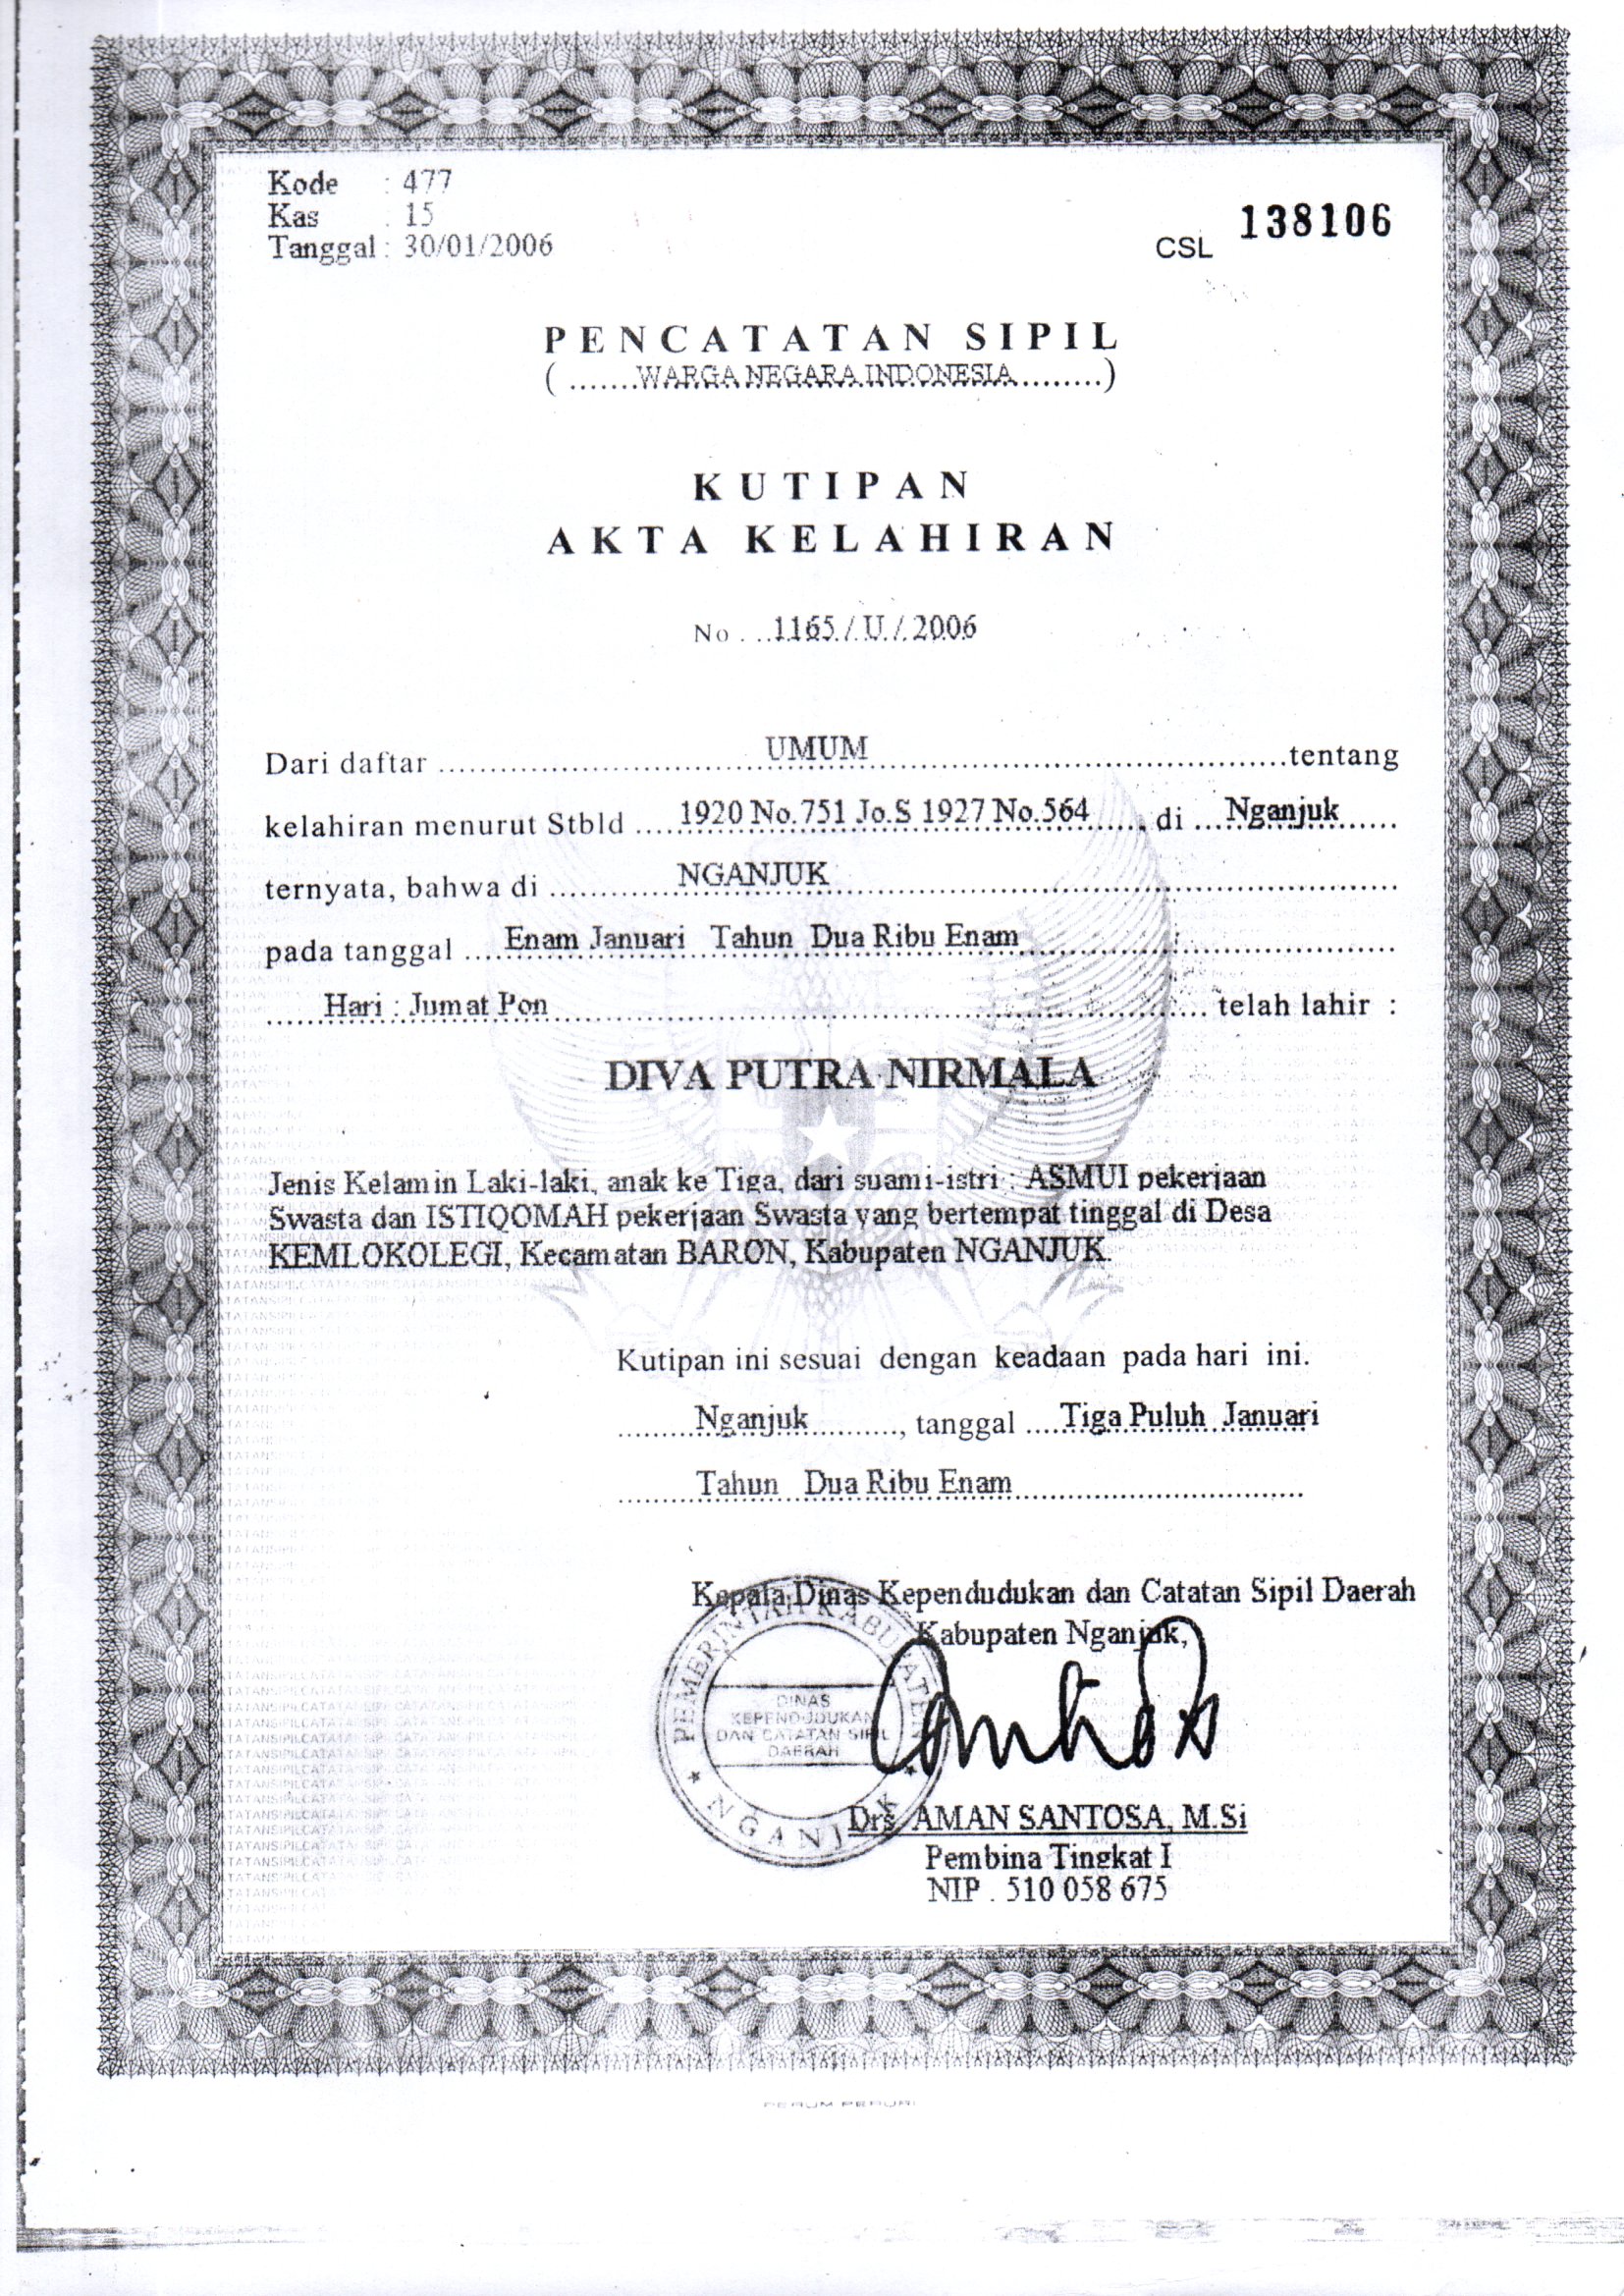 Kode : 477
Kas : 15
Tanggal : 30/01/2006
CSL 138106
PENCATATAN SIPIL
( .......WARGA NEGARA INDONESIA.........)
KUTIPAN
AKTA KELAHIRAN
No . ..1165 / U / 2006
Dari daftar ........ UMUM ........ tentang
kelahiran menurut Stbld .... 1920 No.751 Jo.S 1927 No.564 ....., di ... Nganjuk ......
ternyata, bahwa di ........... NGANJUK ...........
pada tanggal .... Enam Januari Tahun Dua Ribu Enam ...........
...... Hari : Jumat Pon ........... telah lahir :
DIVA PUTRA NIRMALA
Jenis Kelamin Laki-laki, anak ke Tiga, dari suami-istri : ASMUI pekerjaan
Swasta dan ISTIQOMAH pekerjaan Swasta yang bertempat tinggal di Desa
KEMLOKOLEGI, Kecamatan BARON, Kabupaten NGANJUK.
Kutipan ini sesuai dengan keadaan pada hari ini.
......... Nganjuk .........., tanggal .... Tiga Puluh Januari
......... Tahun Dua Ribu Enam ...........
Kepala Dinas Kependudukan dan Catatan Sipil Daerah
Kabupaten Nganjuk,
PEMERINTAH KABUPATEN
DINAS
KEPENDUDUKAN
DAN CATATAN SIPIL
DAERAH
NGANJUK
Drs AMAN SANTOSA, M.Si
Pembina Tingkat I
NIP . 510 058 675
PERUM PERURI